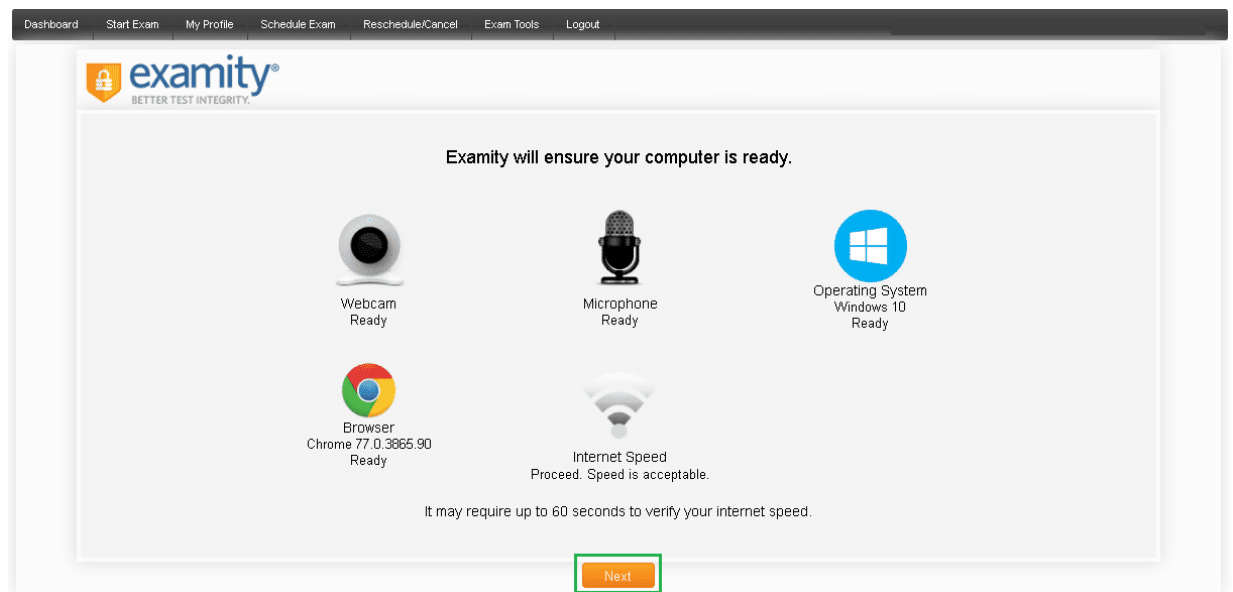 Dashboard Start Exam My Profile Schedule Exam Reschedule/Cancel Exam Tools Logout
examity®
BETTER TEST INTEGRITY.
Examity will ensure your computer is ready.
Webcam
Ready
Microphone
Ready
Operating System
Windows 10
Ready
Browser
Chrome 77.0.3865.90
Ready
Internet Speed
Proceed. Speed is acceptable.
It may require up to 60 seconds to verify your internet speed.
Next